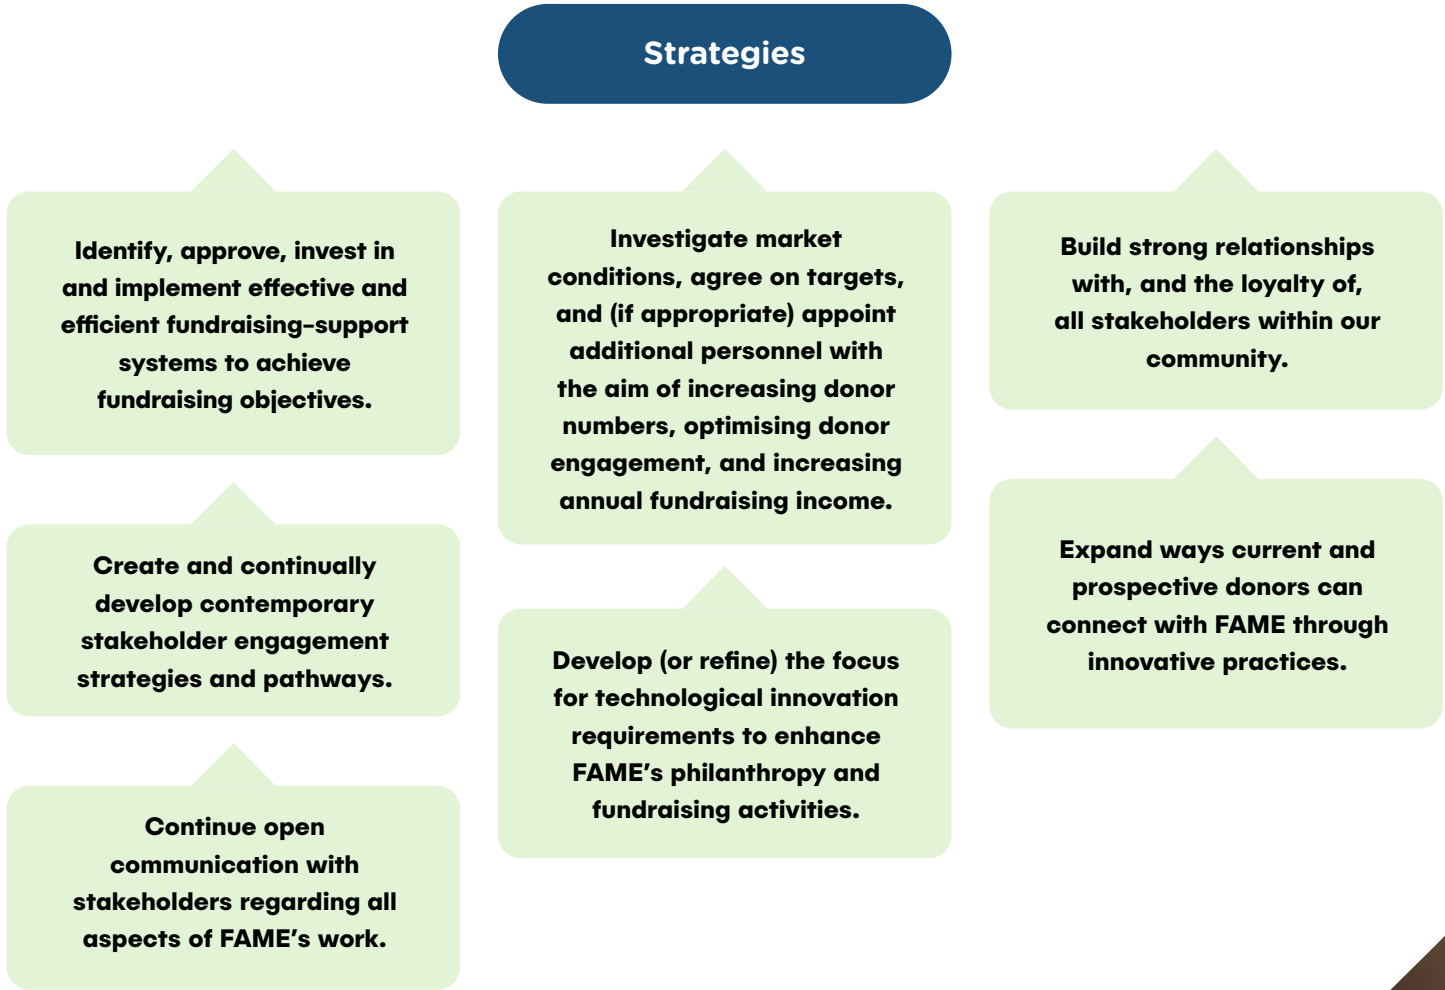 Strategies
Identify, approve, invest in
and implement effective and
efficient fundraising-support
systems to achieve
fundraising objectives.
Create and continually
develop contemporary
stakeholder engagement
strategies and pathways.
Continue open
communication with
stakeholders regarding all
aspects of FAME’s work.
Investigate market
conditions, agree on targets,
and (if appropriate) appoint
additional personnel with
the aim of increasing donor
numbers, optimising donor
engagement, and increasing
annual fundraising income.
Develop (or refine) the focus
for technological innovation
requirements to enhance
FAME’s philanthropy and
fundraising activities.
Build strong relationships
with, and the loyalty of,
all stakeholders within our
community.
Expand ways current and
prospective donors can
connect with FAME through
innovative practices.